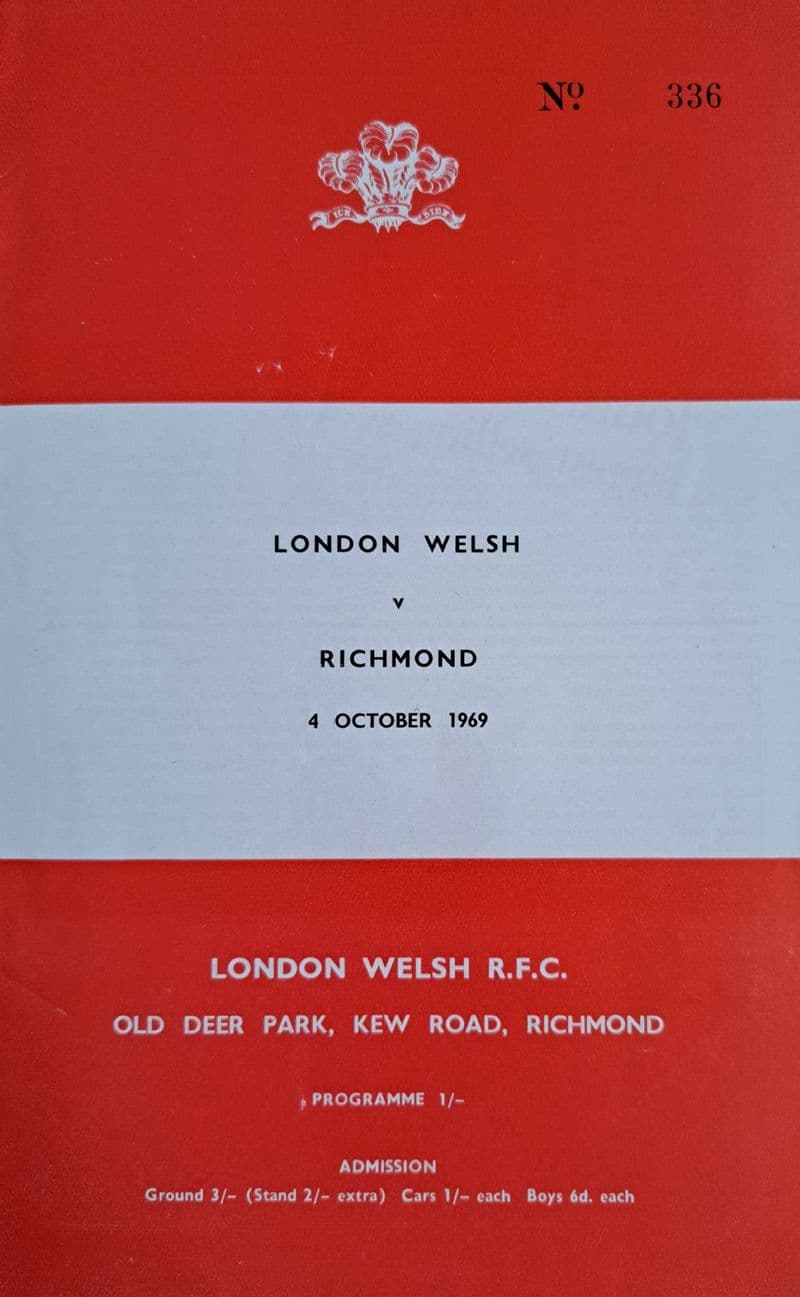 Nº 336
ICH DIEN
LONDON WELSH
v
RICHMOND
4 OCTOBER 1969
LONDON WELSH R.F.C.
OLD DEER PARK, KEW ROAD, RICHMOND
PROGRAMME 1/-
ADMISSION
Ground 3/- (Stand 2/- extra) Cars 1/- each Boys 6d. each